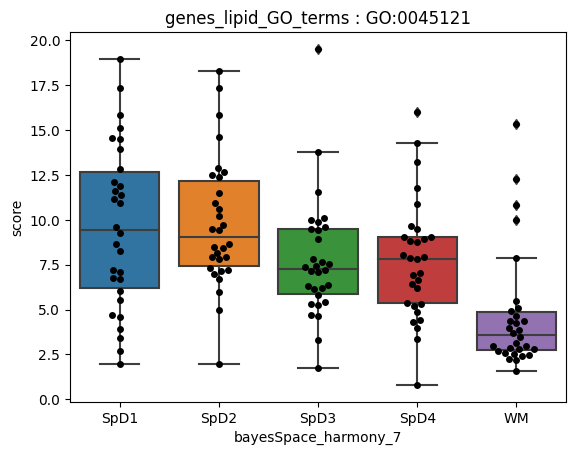 genes_lipid_GO_terms : GO:0045121
20.0
17.5
15.0
12.5
10.0
7.5
5.0
2.5
0.0
score
SpD1 SpD2 SpD3 SpD4 WM
bayesSpace_harmony_7